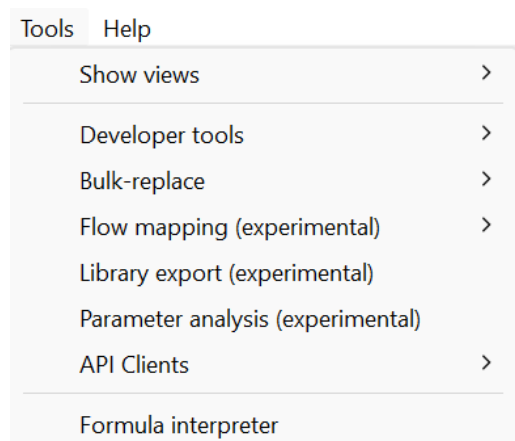 Tools Help
Show views
Developer tools
Bulk-replace
Flow mapping (experimental)
Library export (experimental)
Parameter analysis (experimental)
API Clients
Formula interpreter